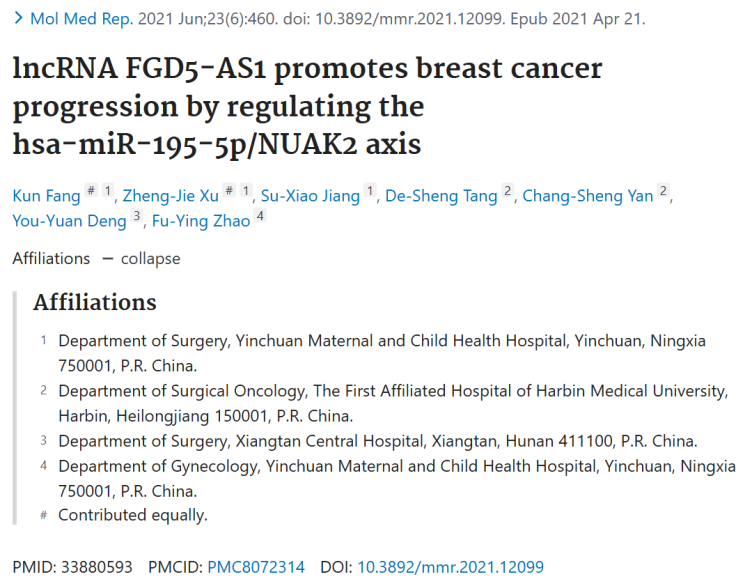 Mol Med Rep. 2021 Jun;23(6):460. doi: 10.3892/mmr.2021.12099. Epub 2021 Apr 21.
lncRNA FGD5-AS1 promotes breast cancer
progression by regulating the
hsa-miR-195-5p/NUAK2 axis
Kun Fang # 1, Zheng-Jie Xu # 1, Su-Xiao Jiang 1, De-Sheng Tang 2, Chang-Sheng Yan 2,
You-Yuan Deng 3, Fu-Ying Zhao 4
Affiliations — collapse
Affiliations
1 Department of Surgery, Yinchuan Maternal and Child Health Hospital, Yinchuan, Ningxia
750001, P.R. China.
2 Department of Surgical Oncology, The First Affiliated Hospital of Harbin Medical University,
Harbin, Heilongjiang 150001, P.R. China.
3 Department of Surgery, Xiangtan Central Hospital, Xiangtan, Hunan 411100, P.R. China.
4 Department of Gynecology, Yinchuan Maternal and Child Health Hospital, Yinchuan, Ningxia
750001, P.R. China.
# Contributed equally.
PMID: 33880593 PMCID: PMC8072314 DOI: 10.3892/mmr.2021.12099